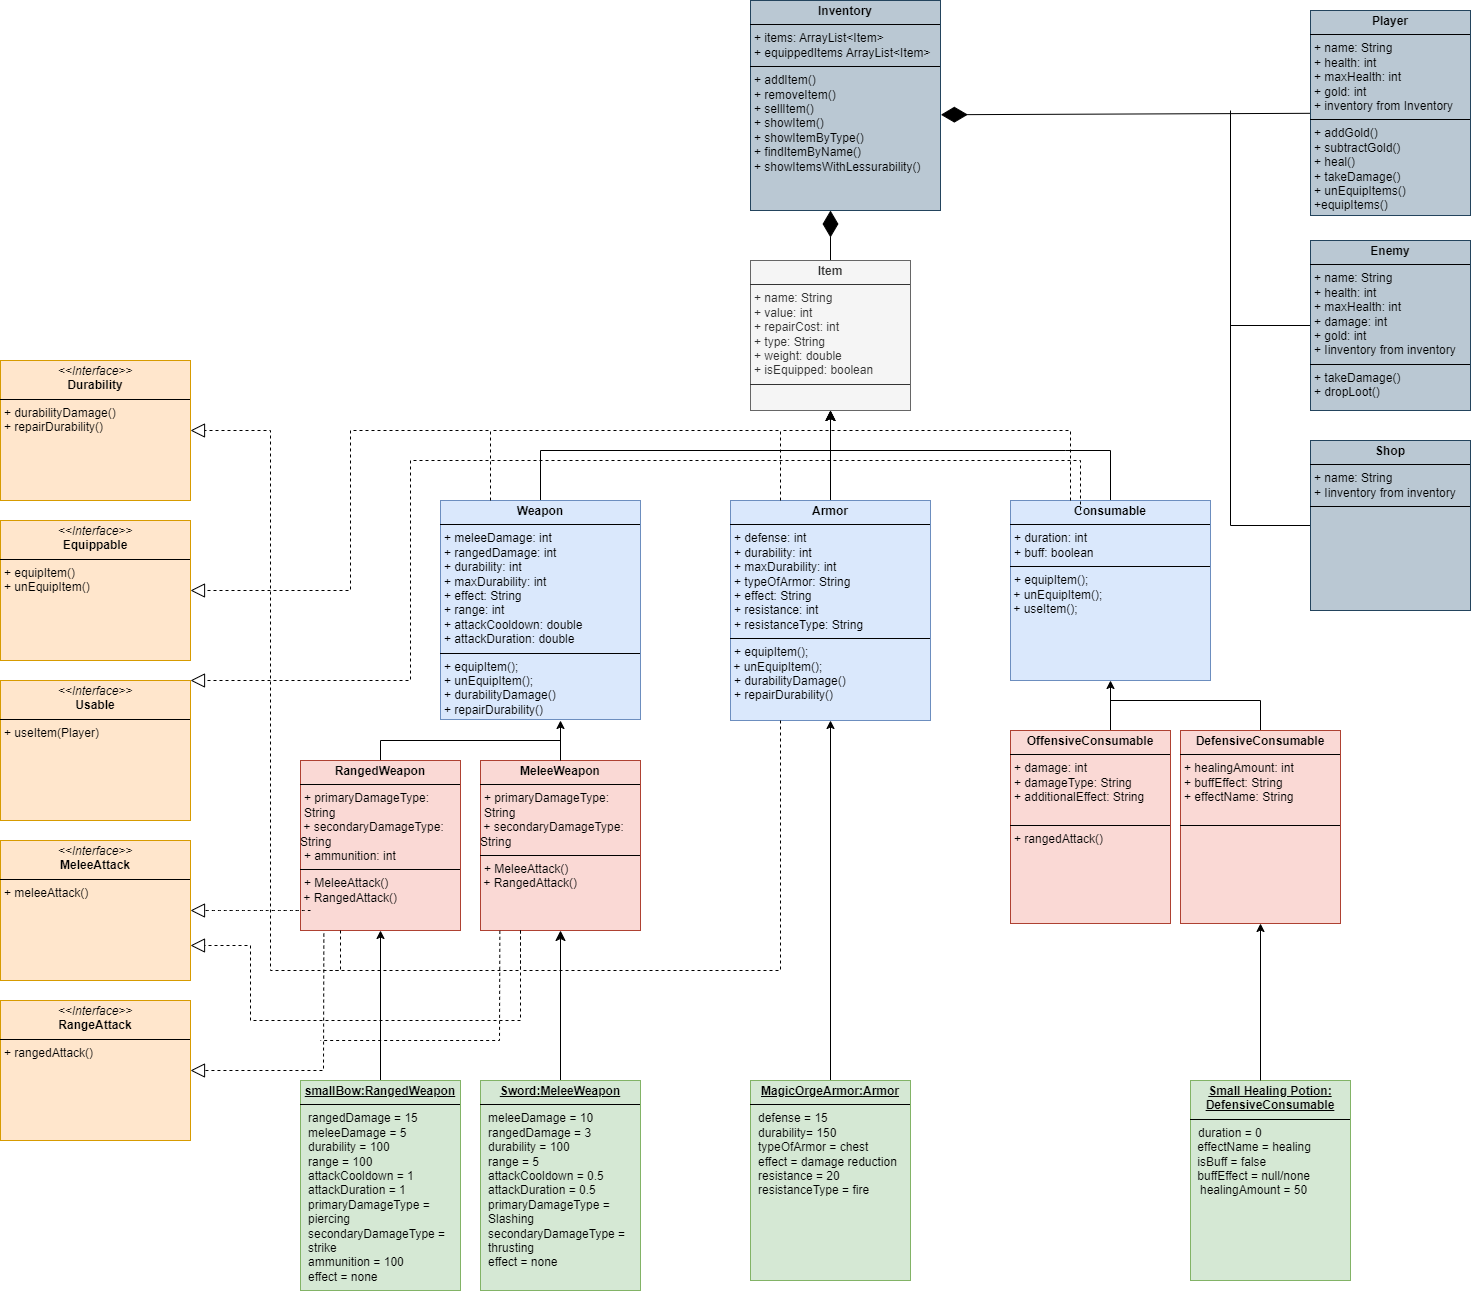 Inventory
+ items: ArrayList<Item>
+ equippedItems ArrayList<Item>
+ addItem()
+ removeItem()
+ sellItem()
+ showItem()
+ showItemByType()
+ findItemByName()
+ showItemsWithLessurability()
Player
+ name: String
+ health: int
+ maxHealth: int
+ gold: int
+ inventory from Inventory
+ addGold()
+ subtractGold()
+ heal()
+ takeDamage()
+ unEquipItems()
+equipItems()
Enemy
+ name: String
+ health: int
+ maxHealth: int
+ damage: int
+ gold: int
+ Iinventory from inventory
+ takeDamage()
+ dropLoot()
Shop
+ name: String
+ Iinventory from inventory
Item
+ name: String
+ value: int
+ repairCost: int
+ type: String
+ weight: double
+ isEquipped: boolean
<<Interface>>
Durability
+ durabilityDamage()
+ repairDurability()
<<Interface>>
Equippable
+ equipItem()
+ unEquipItem()
<<Interface>>
Usable
+ useItem(Player)
<<Interface>>
MeleeAttack
+ meleeAttack()
<<Interface>>
RangeAttack
+ rangedAttack()
Weapon
+ meleeDamage: int
+ rangedDamage: int
+ durability: int
+ maxDurability: int
+ effect: String
+ range: int
+ attackCooldown: double
+ attackDuration: double
+ equipItem();
+ unEquipItem();
+ durabilityDamage()
+ repairDurability()
Armor
+ defense: int
+ durability: int
+ maxDurability: int
+ typeOfArmor: String
+ effect: String
+ resistance: int
+ resistanceType: String
+ equipItem();
+ unEquipItem();
+ durabilityDamage()
+ repairDurability()
Consumable
+ duration: int
+ buff: boolean
+ equipItem();
+ unEquipItem();
+ useItem();
RangedWeapon
+ primaryDamageType:
String
+ secondaryDamageType:
String
+ ammunition: int
+ MeleeAttack()
+ RangedAttack()
MeleeWeapon
+ primaryDamageType:
String
+ secondaryDamageType:
String
+ MeleeAttack()
+ RangedAttack()
OffensiveConsumable
+ damage: int
+ damageType: String
+ additionalEffect: String
+ rangedAttack()
DefensiveConsumable
+ healingAmount: int
+ buffEffect: String
+ effectName: String
smallBow:RangedWeapon
rangedDamage = 15
meleeDamage = 5
durability = 100
range = 100
attackCooldown = 1
attackDuration = 1
primaryDamageType =
piercing
secondaryDamageType =
strike
ammunition = 100
effect = none
Sword:MeleeWeapon
meleeDamage = 10
rangedDamage = 3
durability = 100
range = 5
attackCooldown = 0.5
attackDuration = 0.5
primaryDamageType =
Slashing
secondaryDamageType =
thrusting
effect = none
MagicOrgeArmor:Armor
defense = 15
durability= 150
typeOfArmor = chest
effect = damage reduction
resistance = 20
resistanceType = fire
Small Healing Potion:
DefensiveConsumable
duration = 0
effectName = healing
isBuff = false
buffEffect = null/none
healingAmount = 50